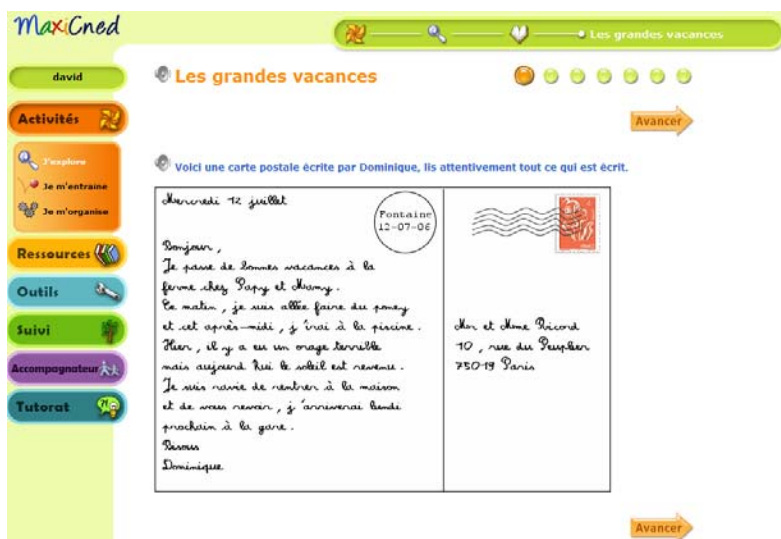 MaxiCned
Les grandes vacances
david
Les grandes vacances
Activités
Avancer
J'explore
Je m'entraine
Je m'organise
Voici une carte postale écrite par Dominique, lis attentivement tout ce qui est écrit.
Ressources
Outils
Suivi
Accompagnateur
Tutorat
Mercredi 12 juillet
Fontaine
12-07-06
Bonjour,
Je passe de bonnes vacances à la
ferme chez Papy et Mamy.
Ce matin, je suis allée faire du poney
et cet après-midi, j'irai à la piscine.
Hier, il y a eu un orage terrible
mais aujourd'hui le soleil est revenu.
Je suis ravie de rentrer à la maison
et de vous revoir, j'arriverai lundi
prochain à la gare.
Bisous
Dominique
Mr et Mme Ricord
10, rue du Peuplier
75019 Paris
Avancer